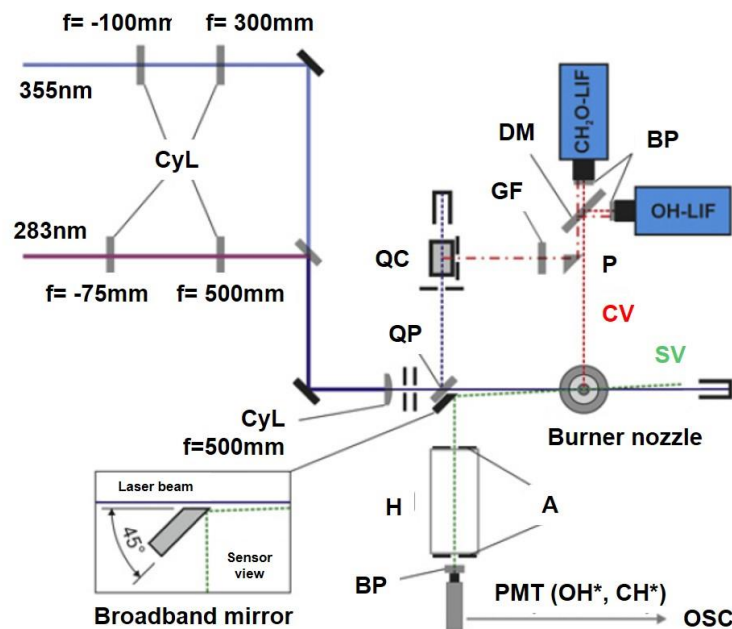 f= -100mm f= 300mm
355nm
CyL
283nm
f= -75mm f= 500mm
CH₂O-LIF
DM BP
GF
OH-LIF
QC P
CV
QP SV
CyL
f=500mm
Burner nozzle
Laser beam
45°
Sensor
view
Broadband mirror
H A
BP
PMT (OH*, CH*)
OSC